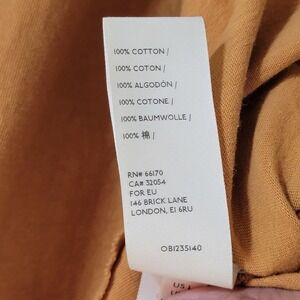 100% COTTON /
100% COTON /
100% ALGODÓN /
100% COTONE /
100% BAUMWOLLE /
100% 棉 /
RN# 66170
CA# 32054
FOR EU
146 BRICK LANE
LONDON, E1 6RU
OB1235140